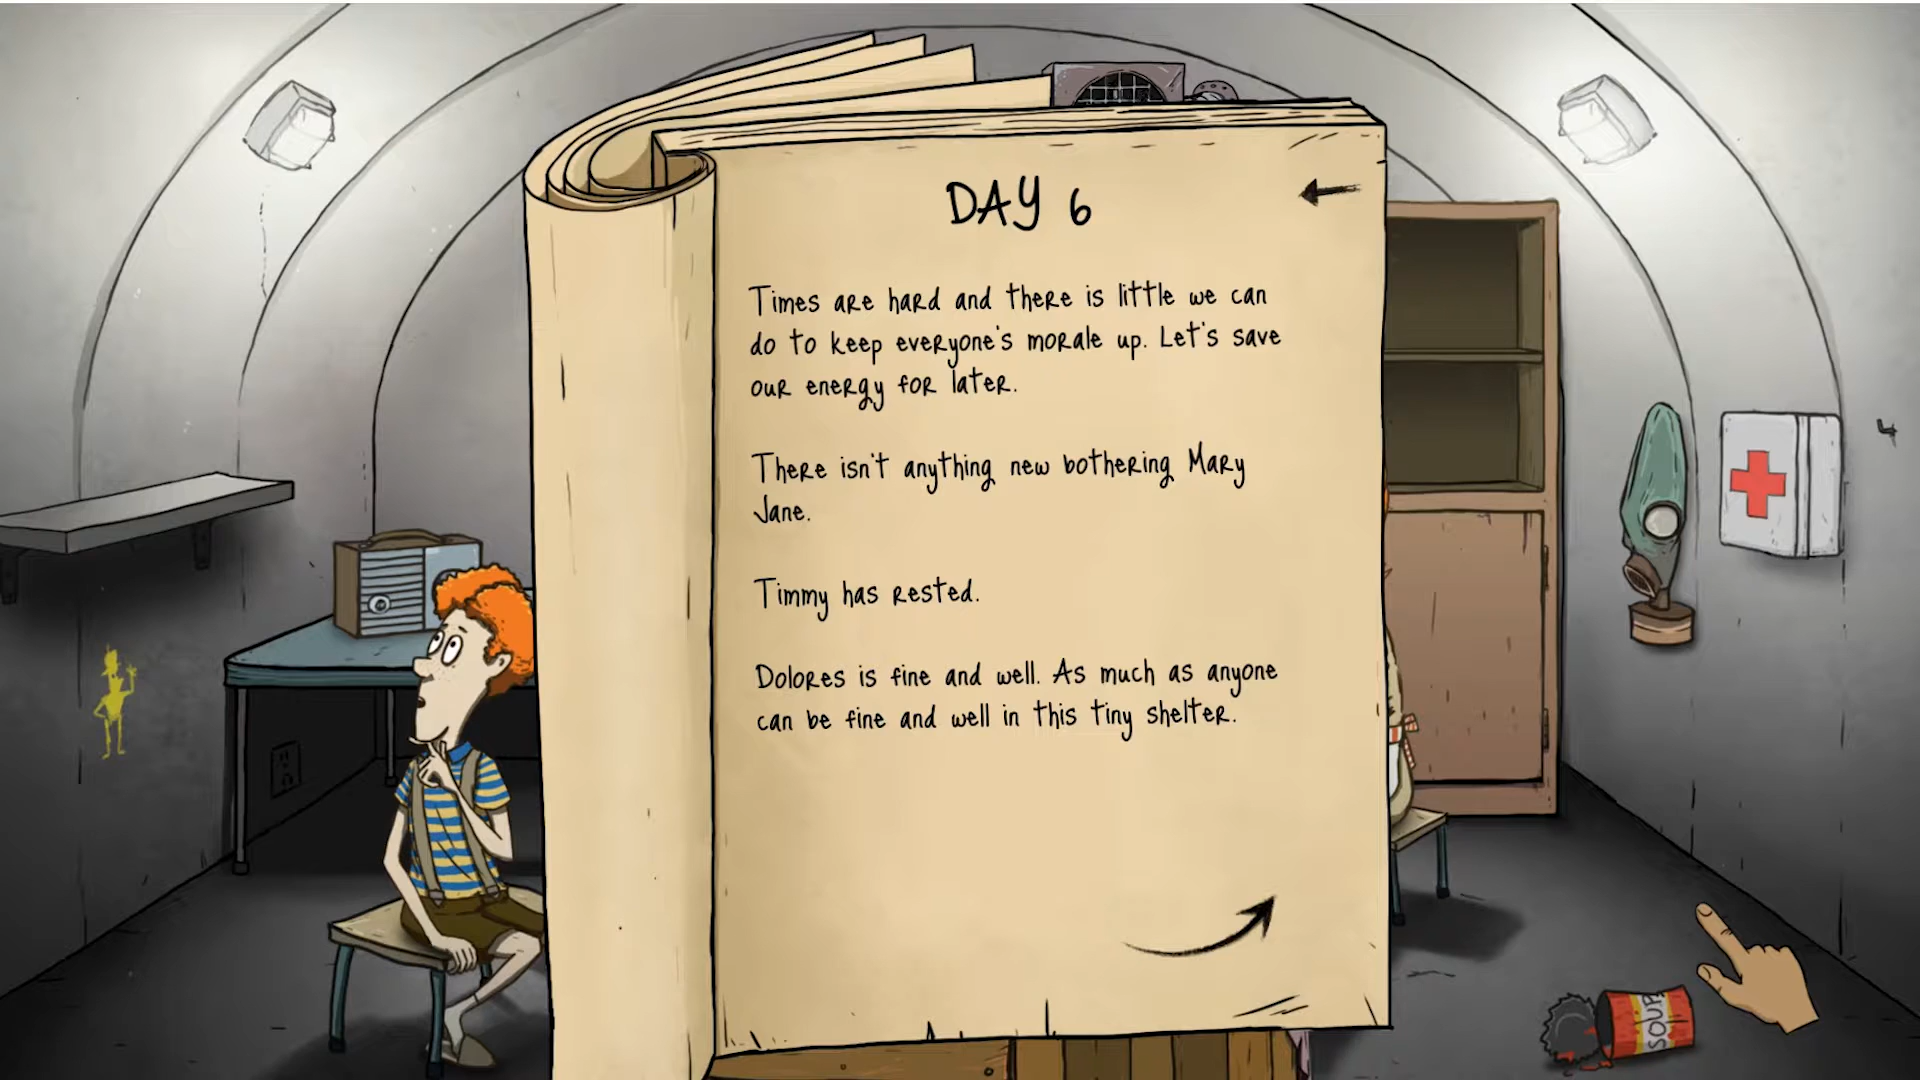 DAY 6
Times are hard and there is little we can
do to keep everyone's morale up. Let's save
our energy for later.
There isn't anything new bothering Mary
Jane.
Timmy has rested.
Dolores is fine and well. As much as anyone
can be fine and well in this tiny shelter.
SOUP